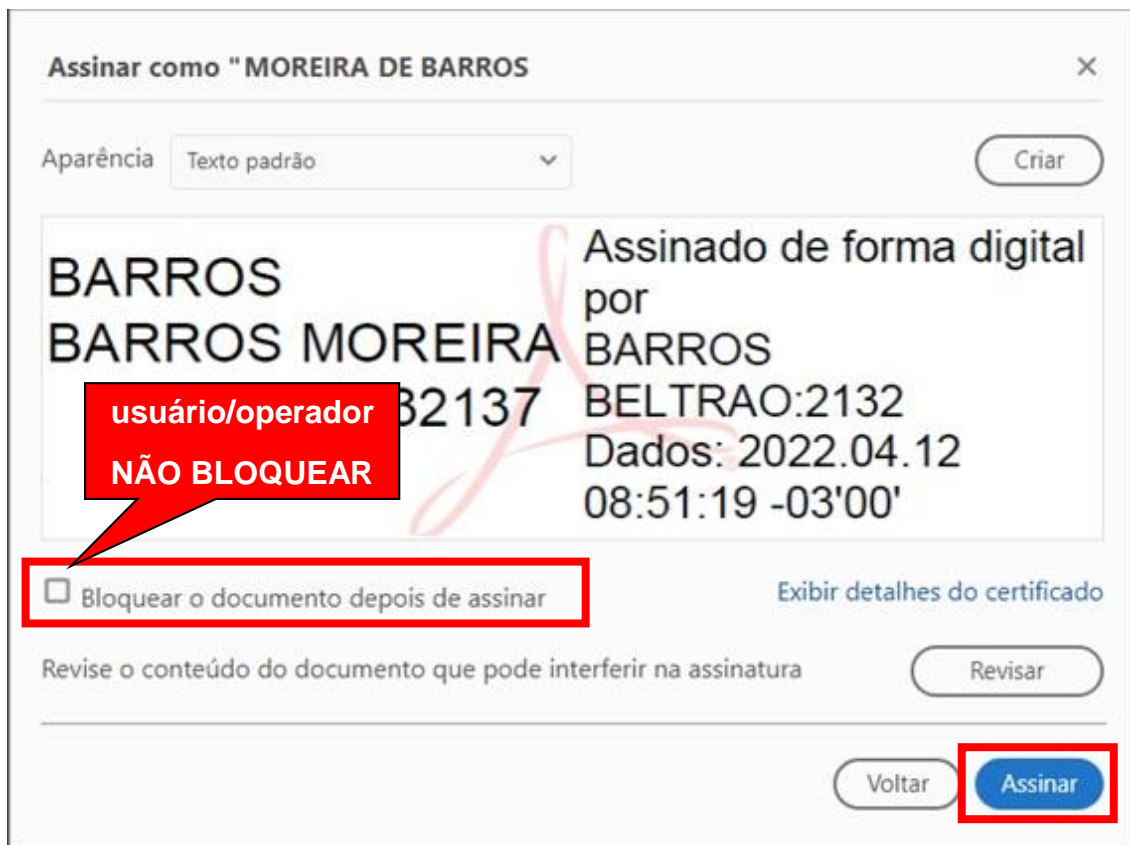 Assinar como "MOREIRA DE BARROS
Aparência Texto padrão Criar
BARROS
BARROS MOREIRA
32137
Assinado de forma digital
por
BARROS
BELTRAO:2132
Dados: 2022.04.12
08:51:19 -03'00'
usuário/operador
NÃO BLOQUEAR
Bloquear o documento depois de assinar
Exibir detalhes do certificado
Revise o conteúdo do documento que pode interferir na assinatura
Revisar
Voltar
Assinar